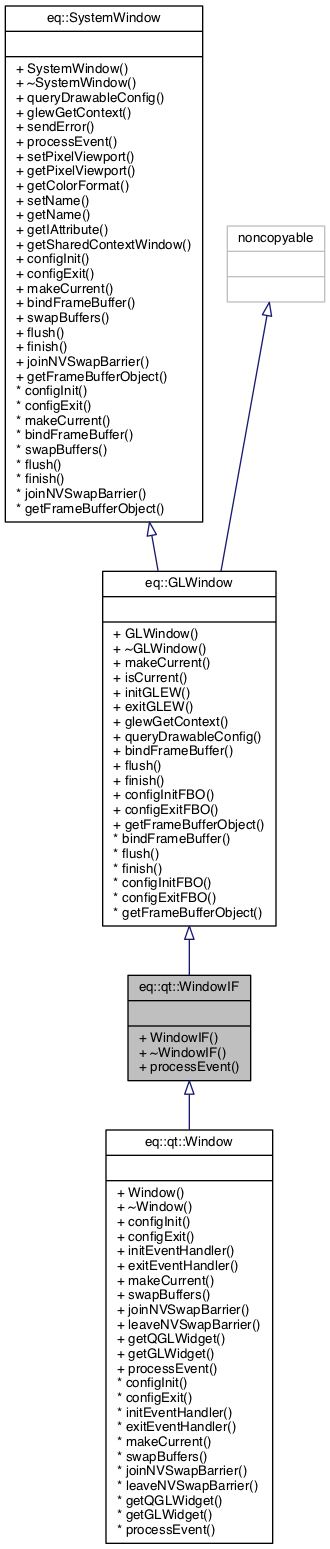 eq::SystemWindow
+ SystemWindow()
+ ~SystemWindow()
+ queryDrawableConfig()
+ glewGetContext()
+ sendError()
+ processEvent()
+ setPixelViewport()
+ getPixelViewport()
+ getColorFormat()
+ setName()
+ getName()
+ getIAttribute()
+ getSharedContextWindow()
+ configInit()
+ configExit()
+ makeCurrent()
+ bindFrameBuffer()
+ swapBuffers()
+ flush()
+ finish()
+ joinNVSwapBarrier()
+ getFrameBufferObject()
* configInit()
* configExit()
* makeCurrent()
* bindFrameBuffer()
* swapBuffers()
* flush()
* finish()
* joinNVSwapBarrier()
* getFrameBufferObject()
noncopyable
eq::GLWindow
+ GLWindow()
+ ~GLWindow()
+ makeCurrent()
+ isCurrent()
+ initGLEW()
+ exitGLEW()
+ glewGetContext()
+ queryDrawableConfig()
+ bindFrameBuffer()
+ flush()
+ finish()
+ configInitFBO()
+ configExitFBO()
+ getFrameBufferObject()
* bindFrameBuffer()
* flush()
* finish()
* configInitFBO()
* configExitFBO()
* getFrameBufferObject()
eq::qt::WindowIF
+ WindowIF()
+ ~WindowIF()
+ processEvent()
eq::qt::Window
+ Window()
+ ~Window()
+ configInit()
+ configExit()
+ initEventHandler()
+ exitEventHandler()
+ makeCurrent()
+ swapBuffers()
+ joinNVSwapBarrier()
+ leaveNVSwapBarrier()
+ getQGLWidget()
+ getGLWidget()
+ processEvent()
* configInit()
* configExit()
* initEventHandler()
* exitEventHandler()
* makeCurrent()
* swapBuffers()
* joinNVSwapBarrier()
* leaveNVSwapBarrier()
* getQGLWidget()
* getGLWidget()
* processEvent()